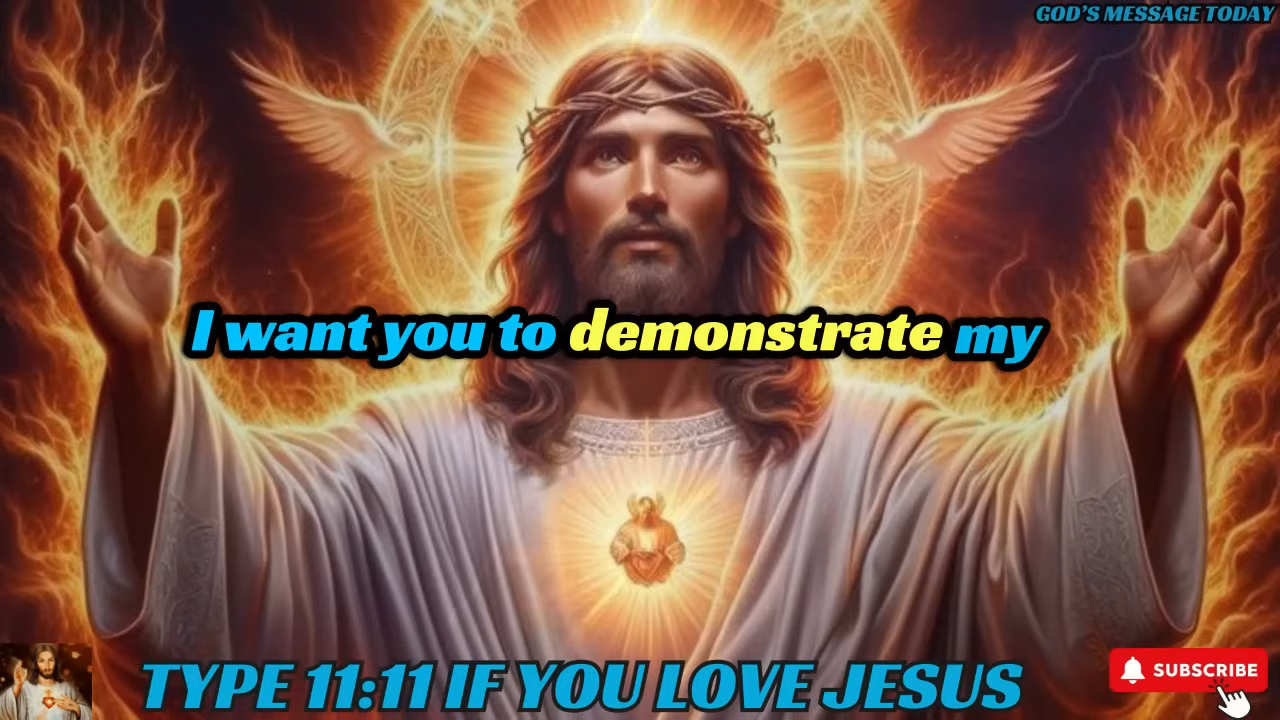 GOD'S MESSAGE TODAY
I want you to demonstrate my
TYPE 11:11 IF YOU LOVE JESUS
SUBSCRIBE